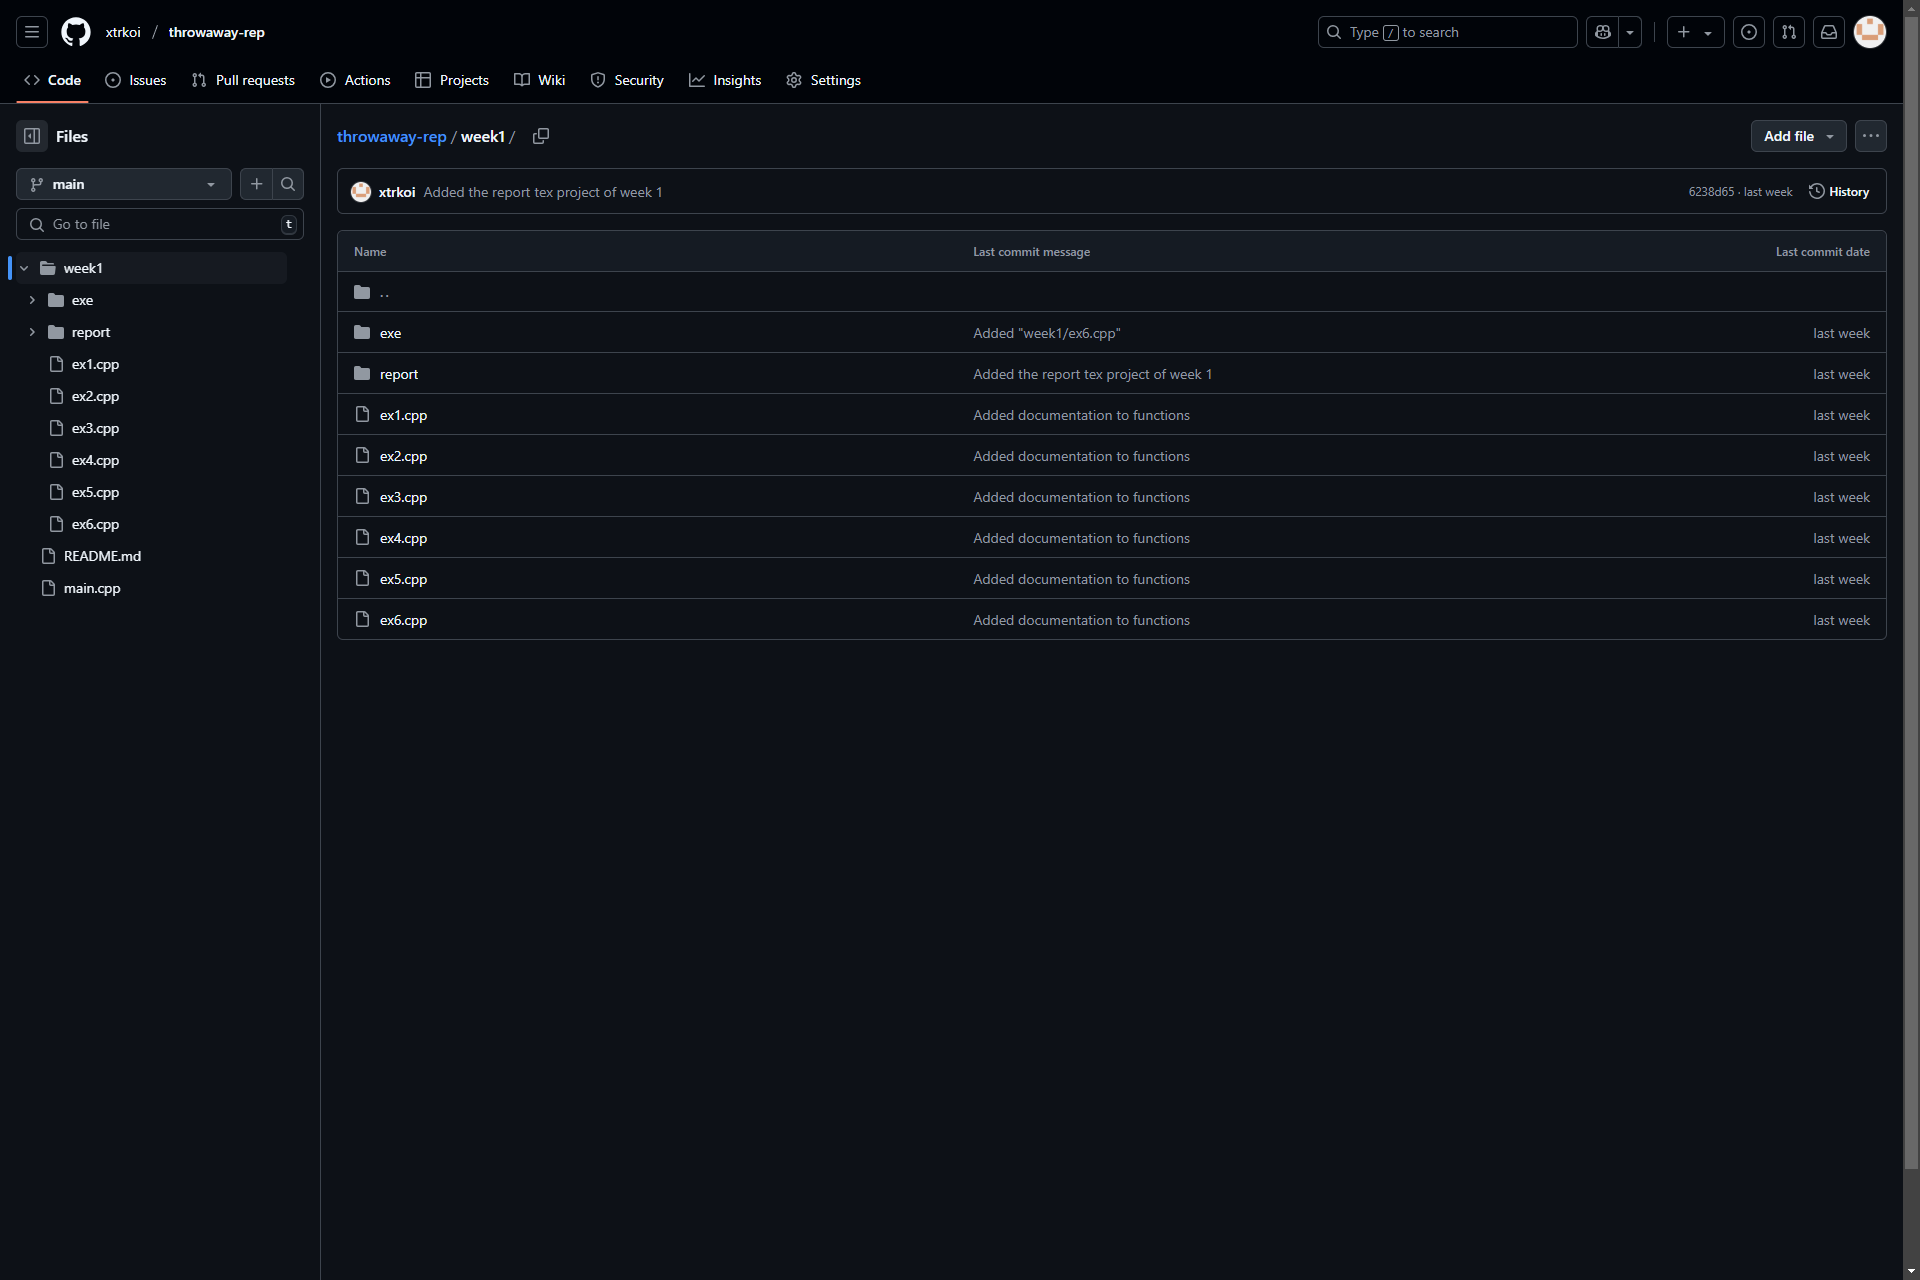 xtrkoi / throwaway-rep
Type / to search
Code Issues Pull requests Actions Projects Wiki Security Insights Settings
Files
main
Go to file t
week1
exe
report
ex1.cpp
ex2.cpp
ex3.cpp
ex4.cpp
ex5.cpp
ex6.cpp
README.md
main.cpp
throwaway-rep / week1 /
Add file
xtrkoi Added the report tex project of week 1 6238d65 · last week History
Name Last commit message Last commit date
..
exe Added "week1/ex6.cpp" last week
report Added the report tex project of week 1 last week
ex1.cpp Added documentation to functions last week
ex2.cpp Added documentation to functions last week
ex3.cpp Added documentation to functions last week
ex4.cpp Added documentation to functions last week
ex5.cpp Added documentation to functions last week
ex6.cpp Added documentation to functions last week